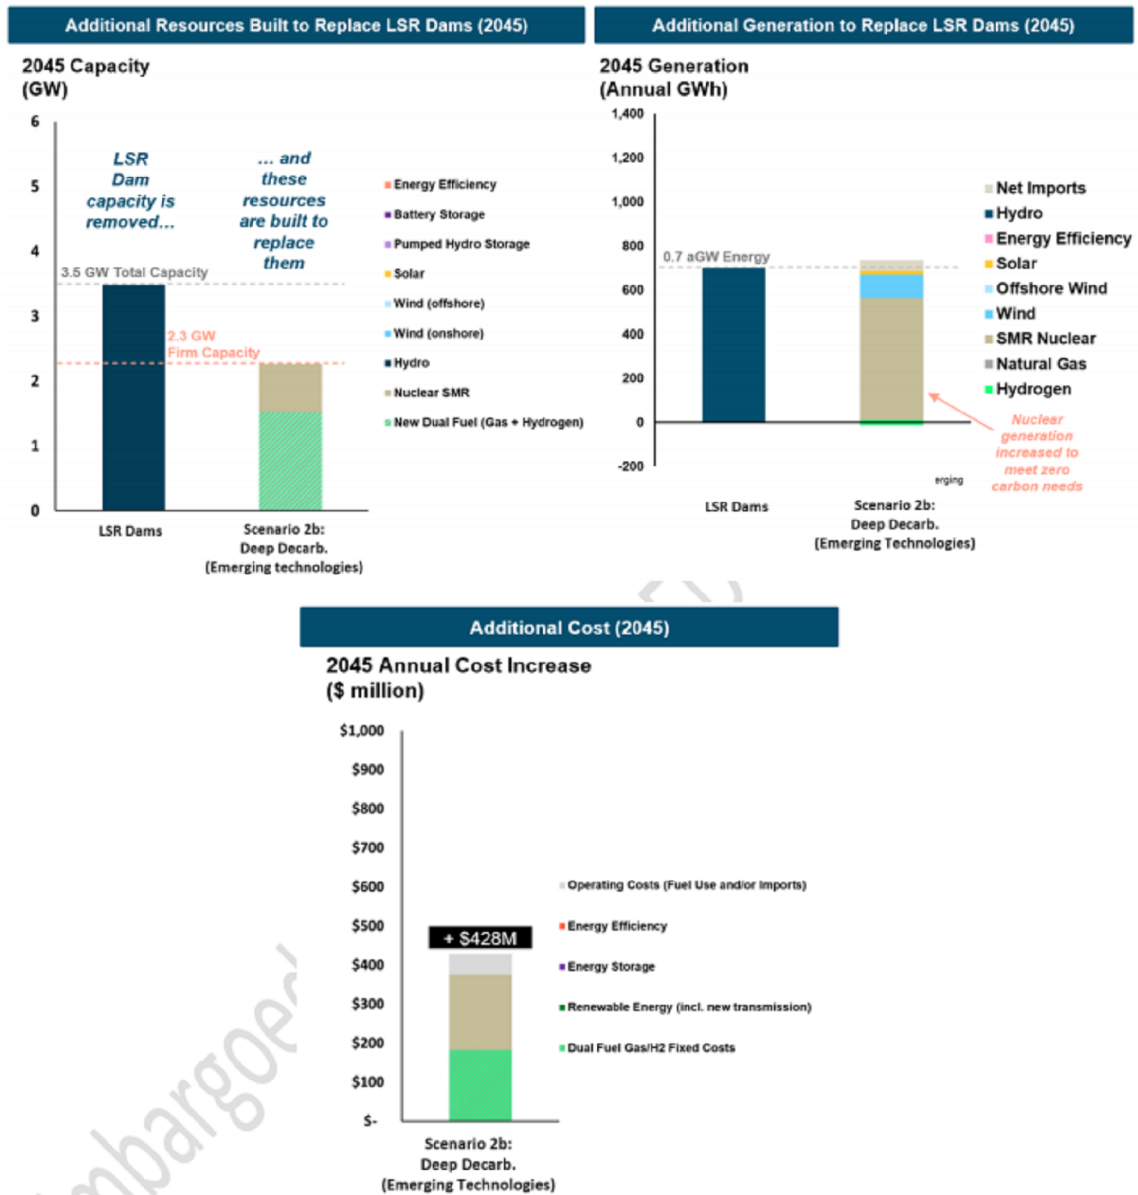 Additional Resources Built to Replace LSR Dams (2045)
2045 Capacity
(GW)
6
5
4
3
2
1
0
LSR
Dam
capacity is
removed...
... and
these
resources
are built to
replace
them
3.5 GW Total Capacity
2.3 GW
Firm Capacity
LSR Dams
Scenario 2b:
Deep Decarb.
(Emerging technologies)
Energy Efficiency
Battery Storage
Pumped Hydro Storage
Solar
Wind (offshore)
Wind (onshore)
Hydro
Nuclear SMR
New Dual Fuel (Gas + Hydrogen)
Additional Generation to Replace LSR Dams (2045)
2045 Generation
(Annual GWh)
1,400
1,200
1,000
800
600
400
200
0
-200
0.7 aGW Energy
LSR Dams
erging
Scenario 2b:
Deep Decarb.
(Emerging Technologies)
Net Imports
Hydro
Energy Efficiency
Solar
Offshore Wind
Wind
SMR Nuclear
Natural Gas
Hydrogen
Nuclear
generation
increased to
meet zero
carbon needs
Additional Cost (2045)
2045 Annual Cost Increase
($ million)
$1,000
$900
$800
$700
$600
$500
$400
$300
$200
$100
$-
+ $428M
Scenario 2b:
Deep Decarb.
(Emerging Technologies)
Operating Costs (Fuel Use and/or Imports)
Energy Efficiency
Energy Storage
Renewable Energy (incl. new transmission)
Dual Fuel Gas/H2 Fixed Costs